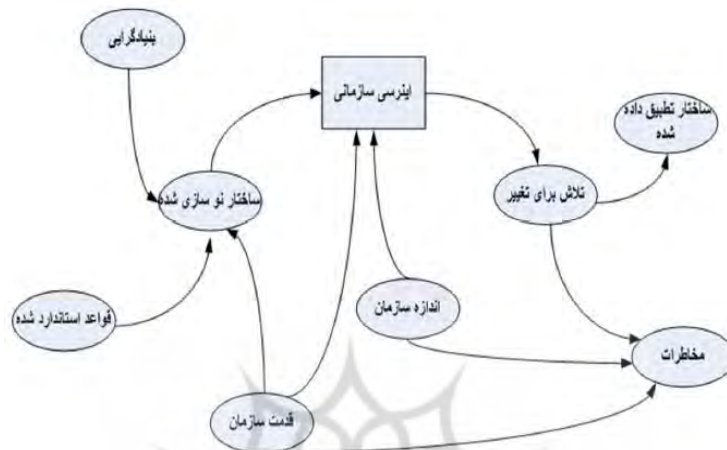 بنیادگرایی
اینرسی سازمانی
ساختار تطبیق داده
شده
ساختار نو سازی شده
تلاش برای تغییر
قواعد استاندارد شده
اندازه سازمان
مخاطرات
قدمت سازمان